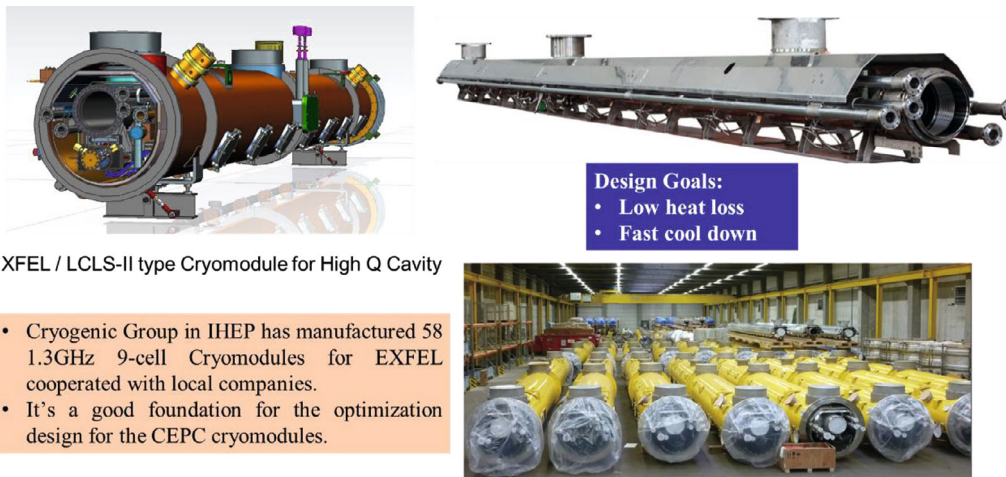 Design Goals:
• Low heat loss
• Fast cool down
XFEL / LCLS-II type Cryomodule for High Q Cavity
• Cryogenic Group in IHEP has manufactured 58
1.3GHz 9-cell Cryomodules for EXFEL
cooperated with local companies.
• It's a good foundation for the optimization
design for the CEPC cryomodules.